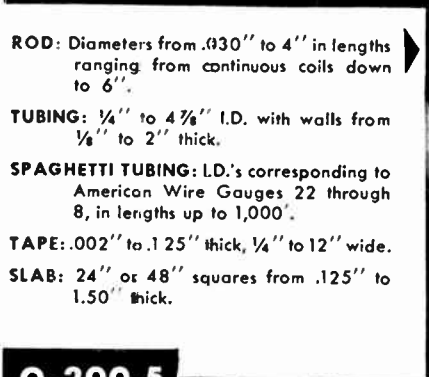 ROD: Diameters from .030″ to 4″ in lengths
ranging from continuous coils down
to 6″.
TUBING: ¼″ to 4⅞″ I.D. with walls from
⅛″ to 2″ thick.
SPAGHETTI TUBING: I.D.'s corresponding to
American Wire Gauges 22 through
8, in lengths up to 1,000′.
TAPE: .002″ to .125″ thick, ¼″ to 12″ wide.
SLAB: 24″ or 48″ squares from .125″ to
1.50″ thick.